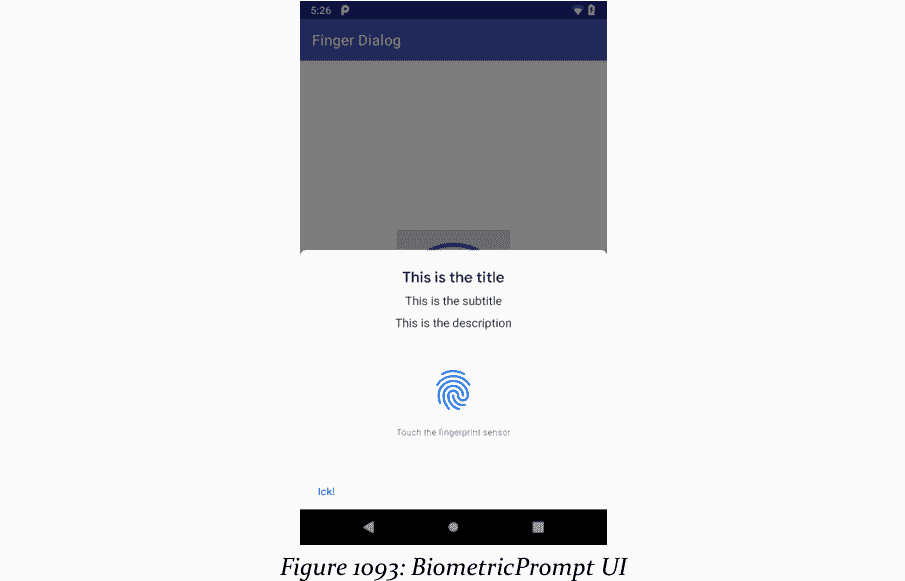 5:26
Finger Dialog
This is the title
This is the subtitle
This is the description
Touch the fingerprint sensor
Ick!
Figure 1093: BiometricPrompt UI